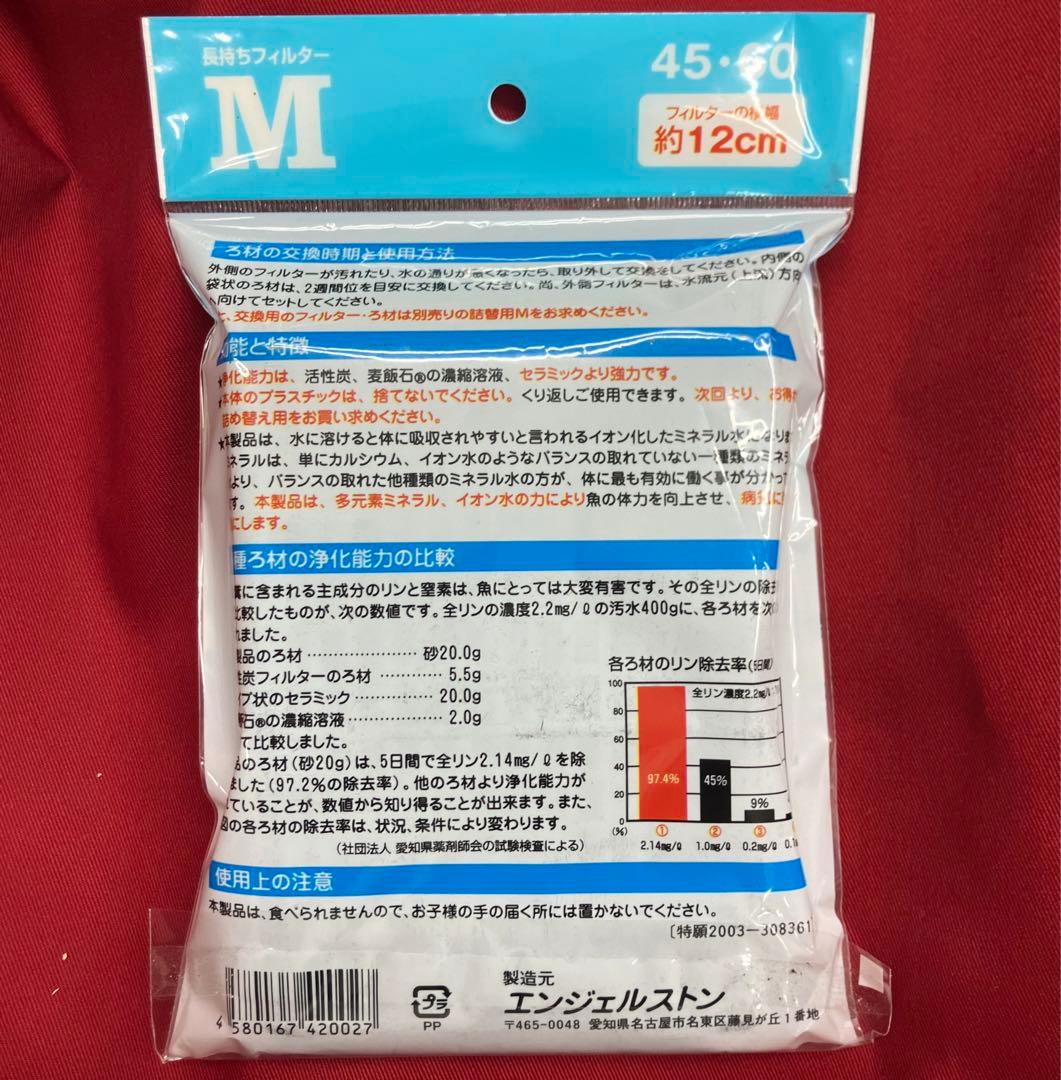 長持ちフィルター
M
45・60
フィルターの横幅
約12cm
ろ材の交換時期と使用方法
外側のフィルターが汚れたり、水の通りが悪くなったら、取り外して交換をしてください。内側の
袋状のろ材は、2週間位を目安に交換してください。尚、外側フィルターは、水流元(上流)方向
向けてセットしてください。
、交換用のフィルター・ろ材は別売りの詰替用Mをお求めください。
能と特徴
★浄化能力は、活性炭、麦飯石®の濃縮溶液、セラミックより強力です。
★本体のプラスチックは、捨てないでください。くり返しご使用できます。次回より、お得
詰め替え用をお買い求めください。
★本製品は、水に溶けると体に吸収されやすいと言われるイオン化したミネラル水になりま
ネラルは、単にカルシウム、イオン水のようなバランスの取れていない一種類のミネラ
より、バランスの取れた他種類のミネラル水の方が、体に最も有効に働く事が分かって
す。本製品は、多元素ミネラル、イオン水の力により魚の体力を向上させ、病気に
にします。
種ろ材の浄化能力の比較
に含まれる主成分のリンと窒素は、魚にとっては大変有害です。その全リンの除去
比較したものが、次の数値です。全リンの濃度2.2mg/ℓの汚水400gに、各ろ材を次の
れました。
製品のろ材 ………………… 砂20.0g
炭フィルターのろ材 ………… 5.5g
プ状のセラミック …………… 20.0g
石®の濃縮溶液 ……………… 2.0g
て比較しました。
のろ材(砂20g)は、5日間で全リン2.14mg/ℓを除
ました(97.2%の除去率)。他のろ材より浄化能力が
ていることが、数値から知り得ることが出来ます。また、
図の各ろ材の除去率は、状況、条件により変わります。
(社団法人 愛知県薬剤師会の試験検査による)
各ろ材のリン除去率(5日間)
全リン濃度2.2mg/ℓ
100
80
60
40
20
0
(%)
97.4%
45%
9%
① ② ③
2.14mg/ℓ 1.0mg/ℓ 0.2mg/ℓ 0.1
使用上の注意
本製品は、食べられませんので、お子様の手の届く所には置かないでください。
〔特願2003－308361
4 580167 420027
プラ
PP
製造元
エンジェルストン
〒465-0048 愛知県名古屋市名東区藤見が丘1番地